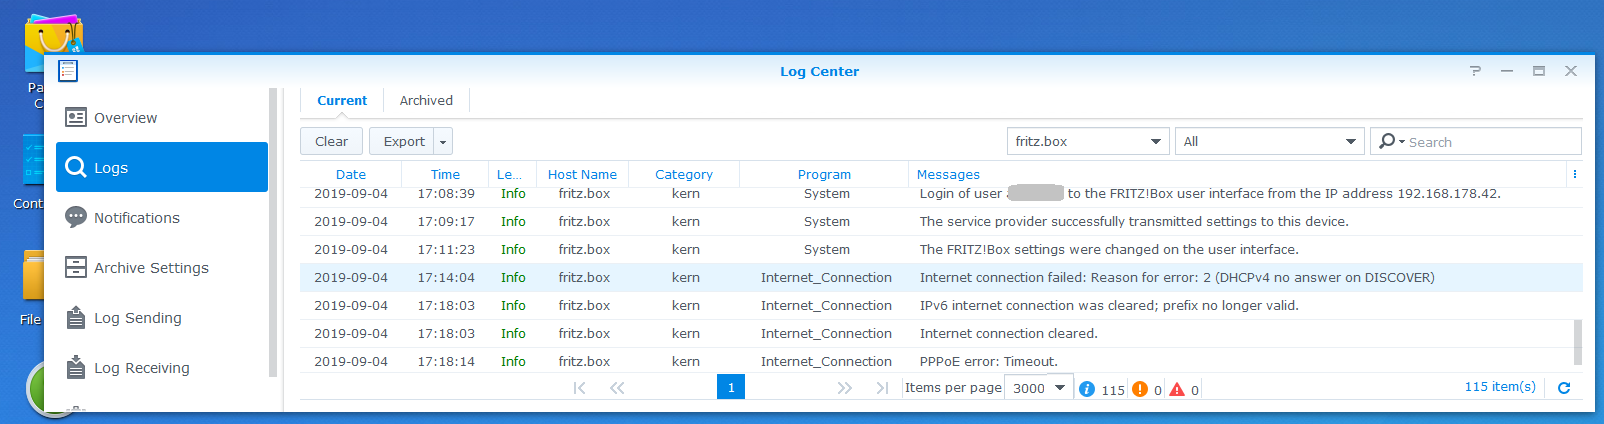 Log Center
Pa
C
Cont
File
Overview
Logs
Notifications
Archive Settings
Log Sending
Log Receiving
Current Archived
Clear Export fritz.box All Search
Date Time Le... Host Name Category Program Messages
2019-09-04 17:08:39 Info fritz.box kern System Login of user to the FRITZ!Box user interface from the IP address 192.168.178.42.
2019-09-04 17:09:17 Info fritz.box kern System The service provider successfully transmitted settings to this device.
2019-09-04 17:11:23 Info fritz.box kern System The FRITZ!Box settings were changed on the user interface.
2019-09-04 17:14:04 Info fritz.box kern Internet_Connection Internet connection failed: Reason for error: 2 (DHCPv4 no answer on DISCOVER)
2019-09-04 17:18:03 Info fritz.box kern Internet_Connection IPv6 internet connection was cleared; prefix no longer valid.
2019-09-04 17:18:03 Info fritz.box kern Internet_Connection Internet connection cleared.
2019-09-04 17:18:14 Info fritz.box kern Internet_Connection PPPoE error: Timeout.
1 Items per page 3000 115 0 0 115 item(s)